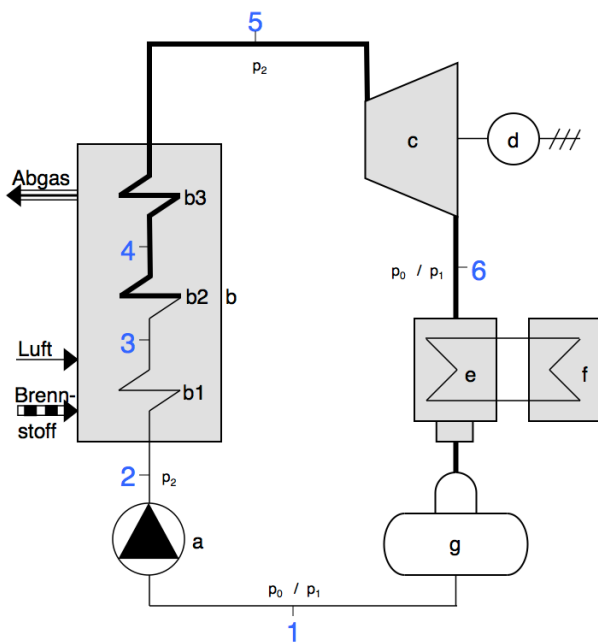 5
p₂
c
d
Abgas
b3
4
p₀ / p₁
6
b2
b
3
Luft
e
f
b1
Brenn-
stoff
2
p₂
a
g
p₀ / p₁
1